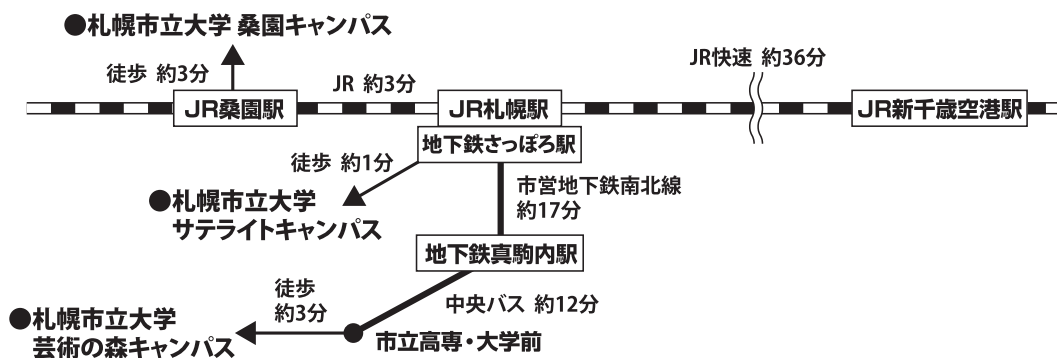 ●札幌市立大学 桑園キャンパス
徒歩 約3分
JR 約3分
JR快速 約36分
JR桑園駅
JR札幌駅
JR新千歳空港駅
地下鉄さっぽろ駅
徒歩 約1分
●札幌市立大学
サテライトキャンパス
市営地下鉄南北線
約17分
地下鉄真駒内駅
徒歩
約3分
中央バス 約12分
●札幌市立大学
芸術の森キャンパス
市立高専・大学前